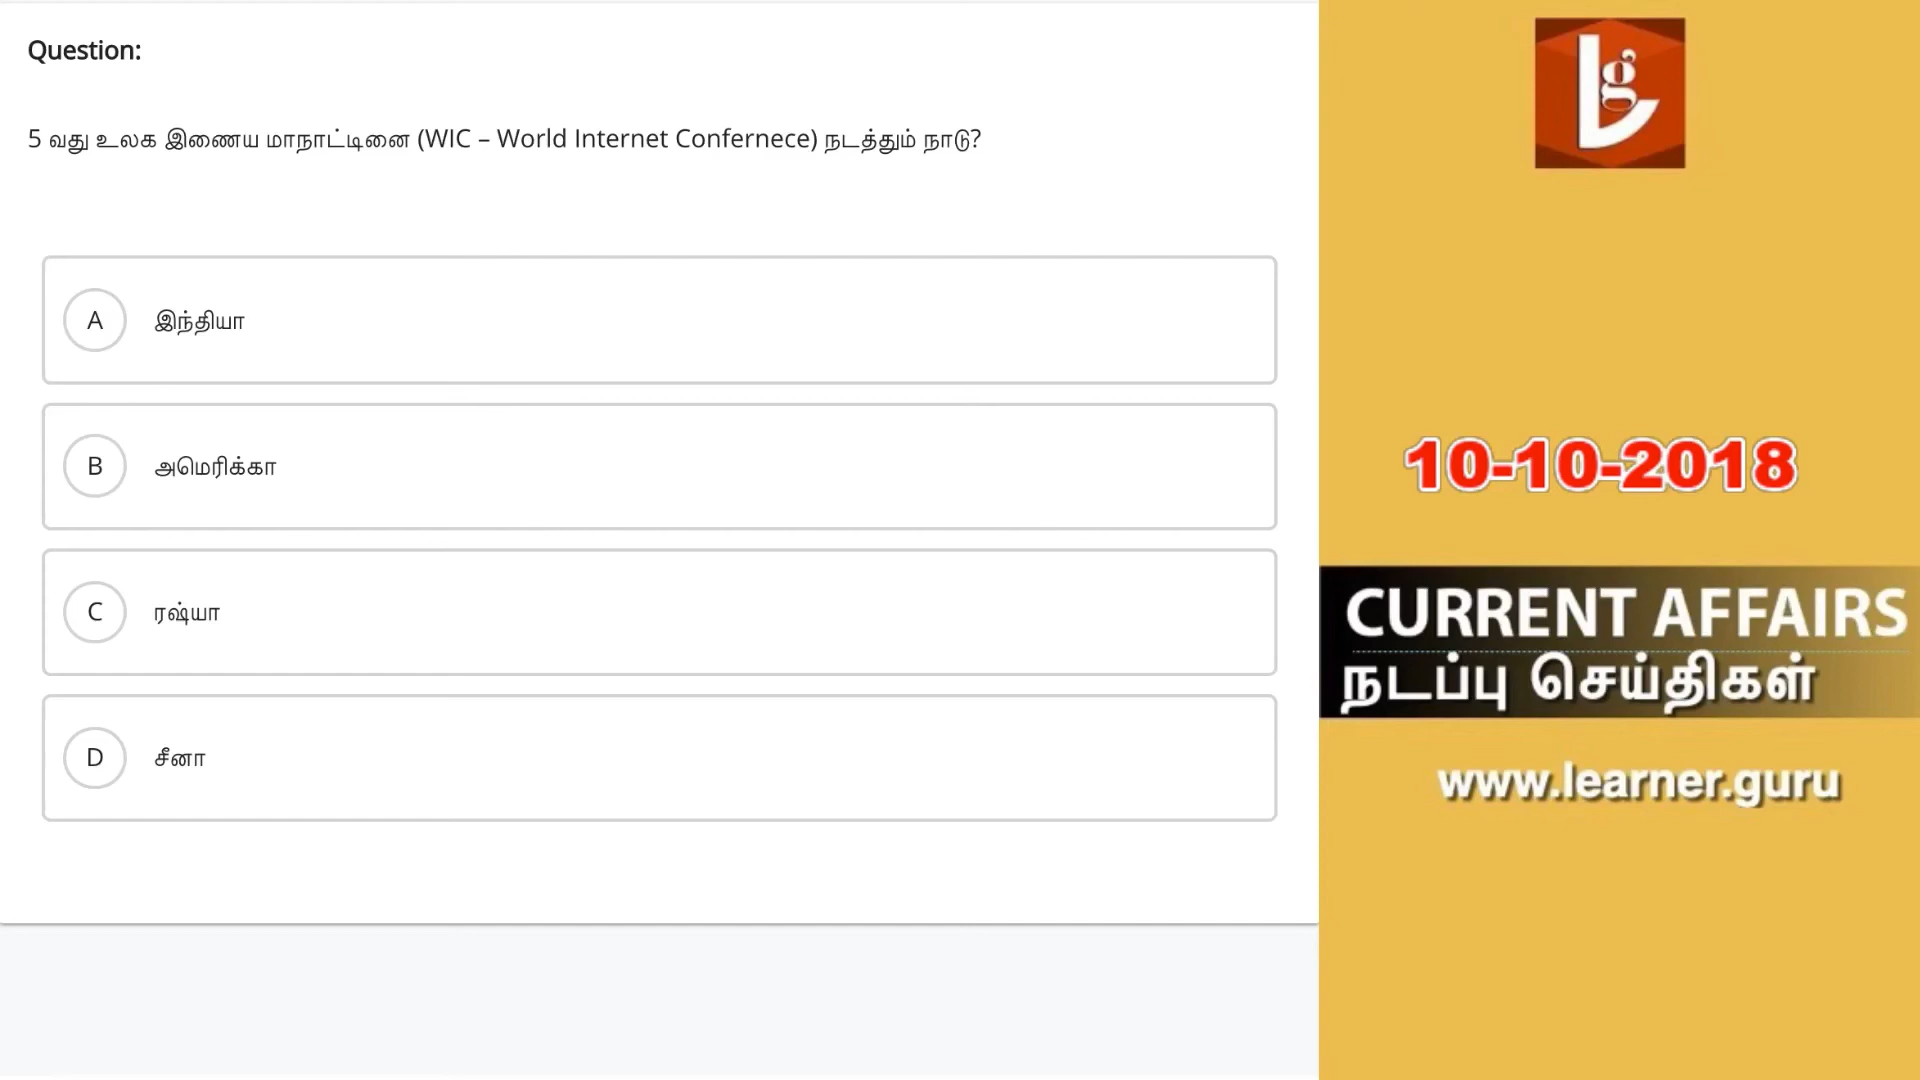 Question:
5 வது உலக இணைய மாநாட்டினை (WIC – World Internet Confernece) நடத்தும் நாடு?
A இந்தியா
B அமெரிக்கா
C ரஷ்யா
D சீனா
Lg
10-10-2018
CURRENT AFFAIRS
நடப்பு செய்திகள்
www.learner.guru